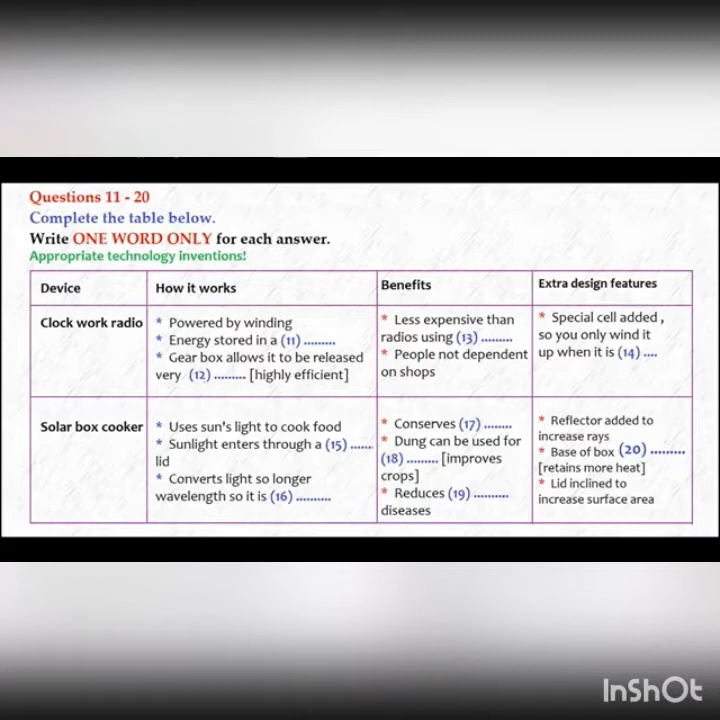 Questions 11 - 20
Complete the table below.
Write ONE WORD ONLY for each answer.
Appropriate technology inventions!
Device
How it works
Benefits
Extra design features
Clock work radio
* Powered by winding
* Energy stored in a (11) .........
* Gear box allows it to be released
very (12) ......... [highly efficient]
* Less expensive than
radios using (13) .........
* People not dependent
on shops
* Special cell added ,
so you only wind it
up when it is (14) ....
Solar box cooker
* Uses sun's light to cook food
* Sunlight enters through a (15) ......
lid
* Converts light so longer
wavelength so it is (16) ..........
* Conserves (17) ........
* Dung can be used for
(18) ......... [improves
crops]
* Reduces (19) ..........
diseases
* Reflector added to
increase rays
* Base of box (20) .........
[retains more heat]
* Lid inclined to
increase surface area
InShOt